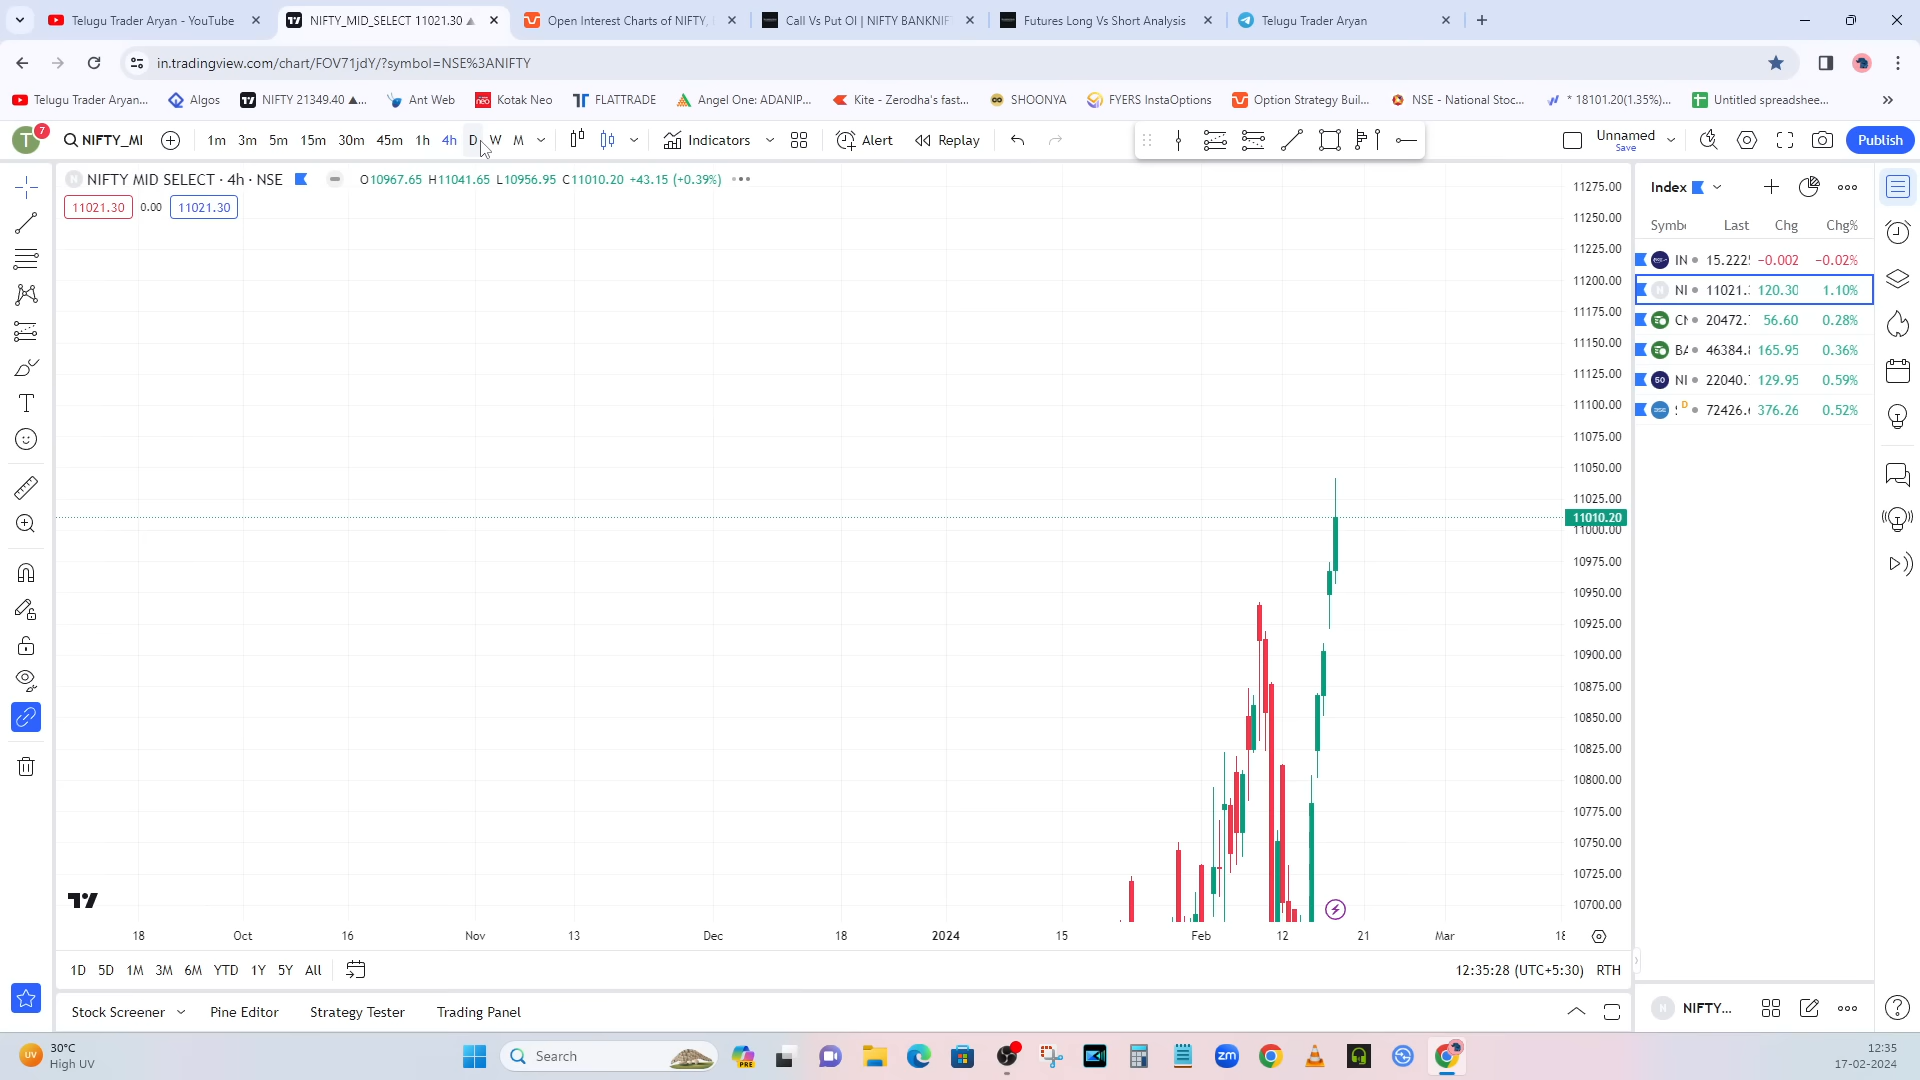 Telugu Trader Aryan - YouTube
NIFTY_MID_SELECT 11021.30 ▲
Open Interest Charts of NIFTY,
Call Vs Put OI | NIFTY BANKNIF
Futures Long Vs Short Analysis
Telugu Trader Aryan
in.tradingview.com/chart/FOV71jdY/?symbol=NSE%3ANIFTY
Telugu Trader Aryan...
Algos
NIFTY 21349.40 ▲...
Ant Web
Kotak Neo
FLATTRADE
Angel One: ADANIP...
Kite - Zerodha's fast...
SHOONYA
FYERS InstaOptions
Option Strategy Buil...
NSE - National Stoc...
* 18101.20(1.35%)...
Untitled spreadshee...
T 7
NIFTY_MI
1m 3m 5m 15m 30m 45m 1h 4h D W M
Indicators
Alert
Replay
Unnamed
Save
Publish
NIFTY MID SELECT · 4h · NSE
O10967.65 H11041.65 L10956.95 C11010.20 +43.15 (+0.39%)
11021.30 0.00 11021.30
11275.00
11250.00
11225.00
11200.00
11175.00
11150.00
11125.00
11100.00
11075.00
11050.00
11025.00
11010.20
11000.00
10975.00
10950.00
10925.00
10900.00
10875.00
10850.00
10825.00
10800.00
10775.00
10750.00
10725.00
10700.00
18 Oct 16 Nov 13 Dec 18 2024 15 Feb 12 21 Mar 18
1D 5D 1M 3M 6M YTD 1Y 5Y All
12:35:28 (UTC+5:30) RTH
Stock Screener
Pine Editor
Strategy Tester
Trading Panel
Index
Last Chg Chg%
IN 15.222 −0.002 −0.02%
NI 11021. 120.30 1.10%
20472. 56.60 0.28%
BA 46384. 165.95 0.36%
50 NI 22040. 129.95 0.59%
D 72426. 376.26 0.52%
NIFTY...
UV
30°C
High UV
Search
PRE
zm
12:35
17-02-2024